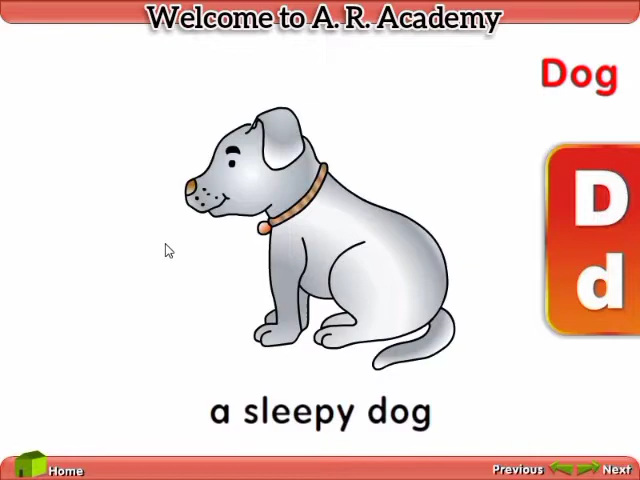 Welcome to A. R. Academy
Dog
D
d
a sleepy dog
Home
Previous Next